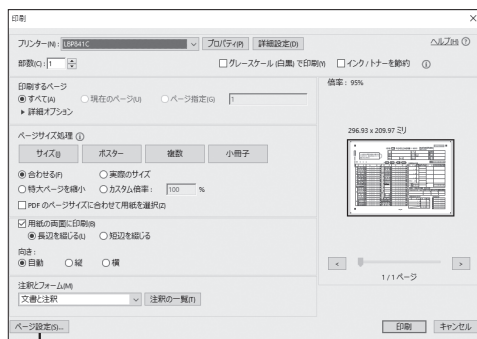 印刷
プリンター(N): LBP841C プロパティ(P) 詳細設定(D) ヘルプ(H)
部数(C): 1 グレースケール (白黒) で印刷(Y) インク / トナーを節約
印刷するページ
すべて(A) 現在のページ(U) ページ指定(G) 1
詳細オプション
ページサイズ処理
サイズ(I) ポスター 複数 小冊子
合わせる(F) 実際のサイズ
特大ページを縮小 カスタム倍率: 100 %
PDF のページサイズに合わせて用紙を選択(Z)
用紙の両面に印刷(B)
長辺を綴じる(L) 短辺を綴じる
向き:
自動 縦 横
注釈とフォーム(M)
文書と注釈 注釈の一覧(T)
倍率: 95%
296.93 x 209.97 ミリ
< >
1 / 1 ページ
ページ設定(S)... 印刷 キャンセル